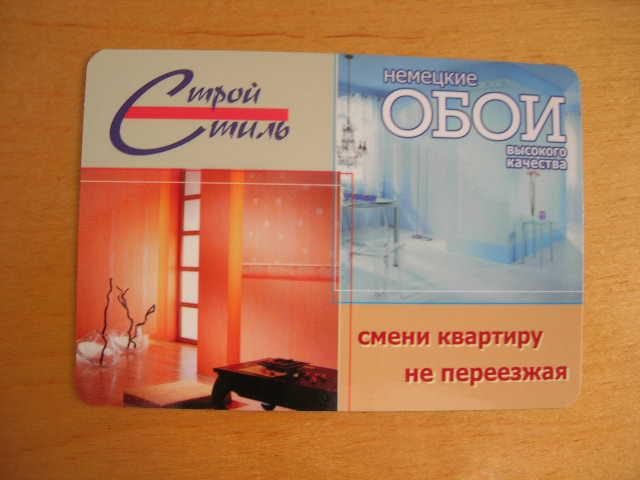 Строй
Стиль
немецкие
ОБОИ
высокого
качества
смени квартиру
не переезжая